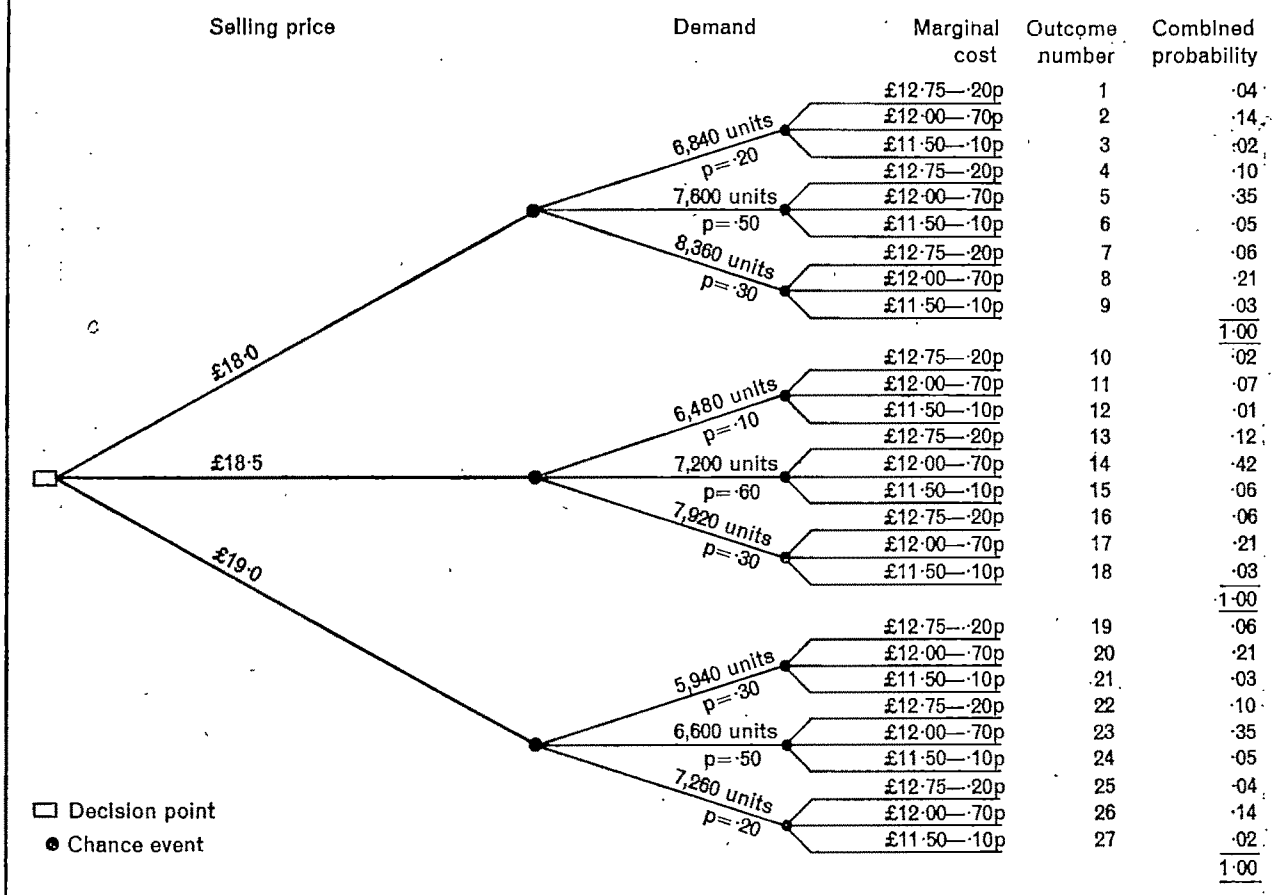 Selling price Demand Marginal cost Outcome number Combined probability
£12·75—·20p 1 ·04
6,840 units £12·00—·70p 2 ·14
p=·20 £11·50—·10p 3 ·02
£12·75—·20p 4 ·10
7,600 units £12·00—·70p 5 ·35
p=·50 £11·50—·10p 6 ·05
8,360 units £12·75—·20p 7 ·06
p=·30 £12·00—·70p 8 ·21
£11·50—·10p 9 ·03
1·00
£18·0
£12·75—·20p 10 ·02
6,480 units £12·00—·70p 11 ·07
p=·10 £11·50—·10p 12 ·01
£12·75—·20p 13 ·12
£18·5 7,200 units £12·00—·70p 14 ·42
p=·60 £11·50—·10p 15 ·06
7,920 units £12·75—·20p 16 ·06
p=·30 £12·00—·70p 17 ·21
£11·50—·10p 18 ·03
1·00
£19·0
£12·75—·20p 19 ·06
5,940 units £12·00—·70p 20 ·21
p=·30 £11·50—·10p 21 ·03
£12·75—·20p 22 ·10
6,600 units £12·00—·70p 23 ·35
p=·50 £11·50—·10p 24 ·05
7,260 units £12·75—·20p 25 ·04
p=·20 £12·00—·70p 26 ·14
£11·50—·10p 27 ·02
1·00
Decision point
Chance event